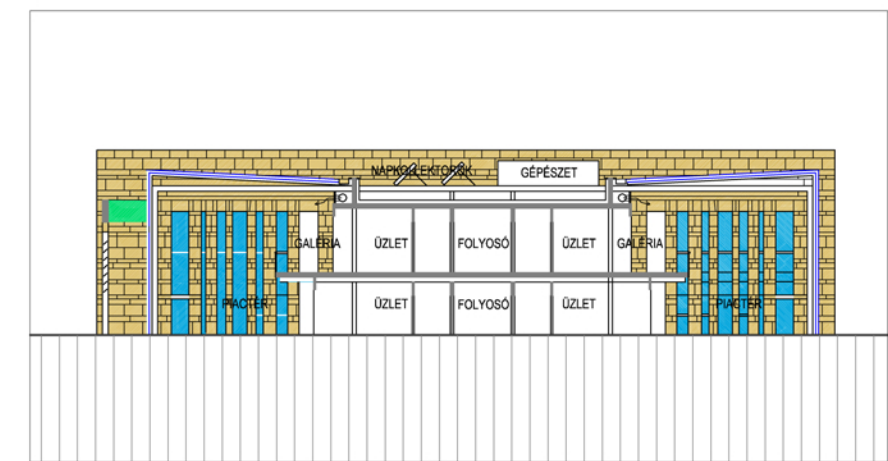 NAPKOLLEKTOROK
GÉPÉSZET
GALÉRIA ÜZLET FOLYOSÓ ÜZLET GALÉRIA
PIACTÉR ÜZLET FOLYOSÓ ÜZLET PIACTÉR